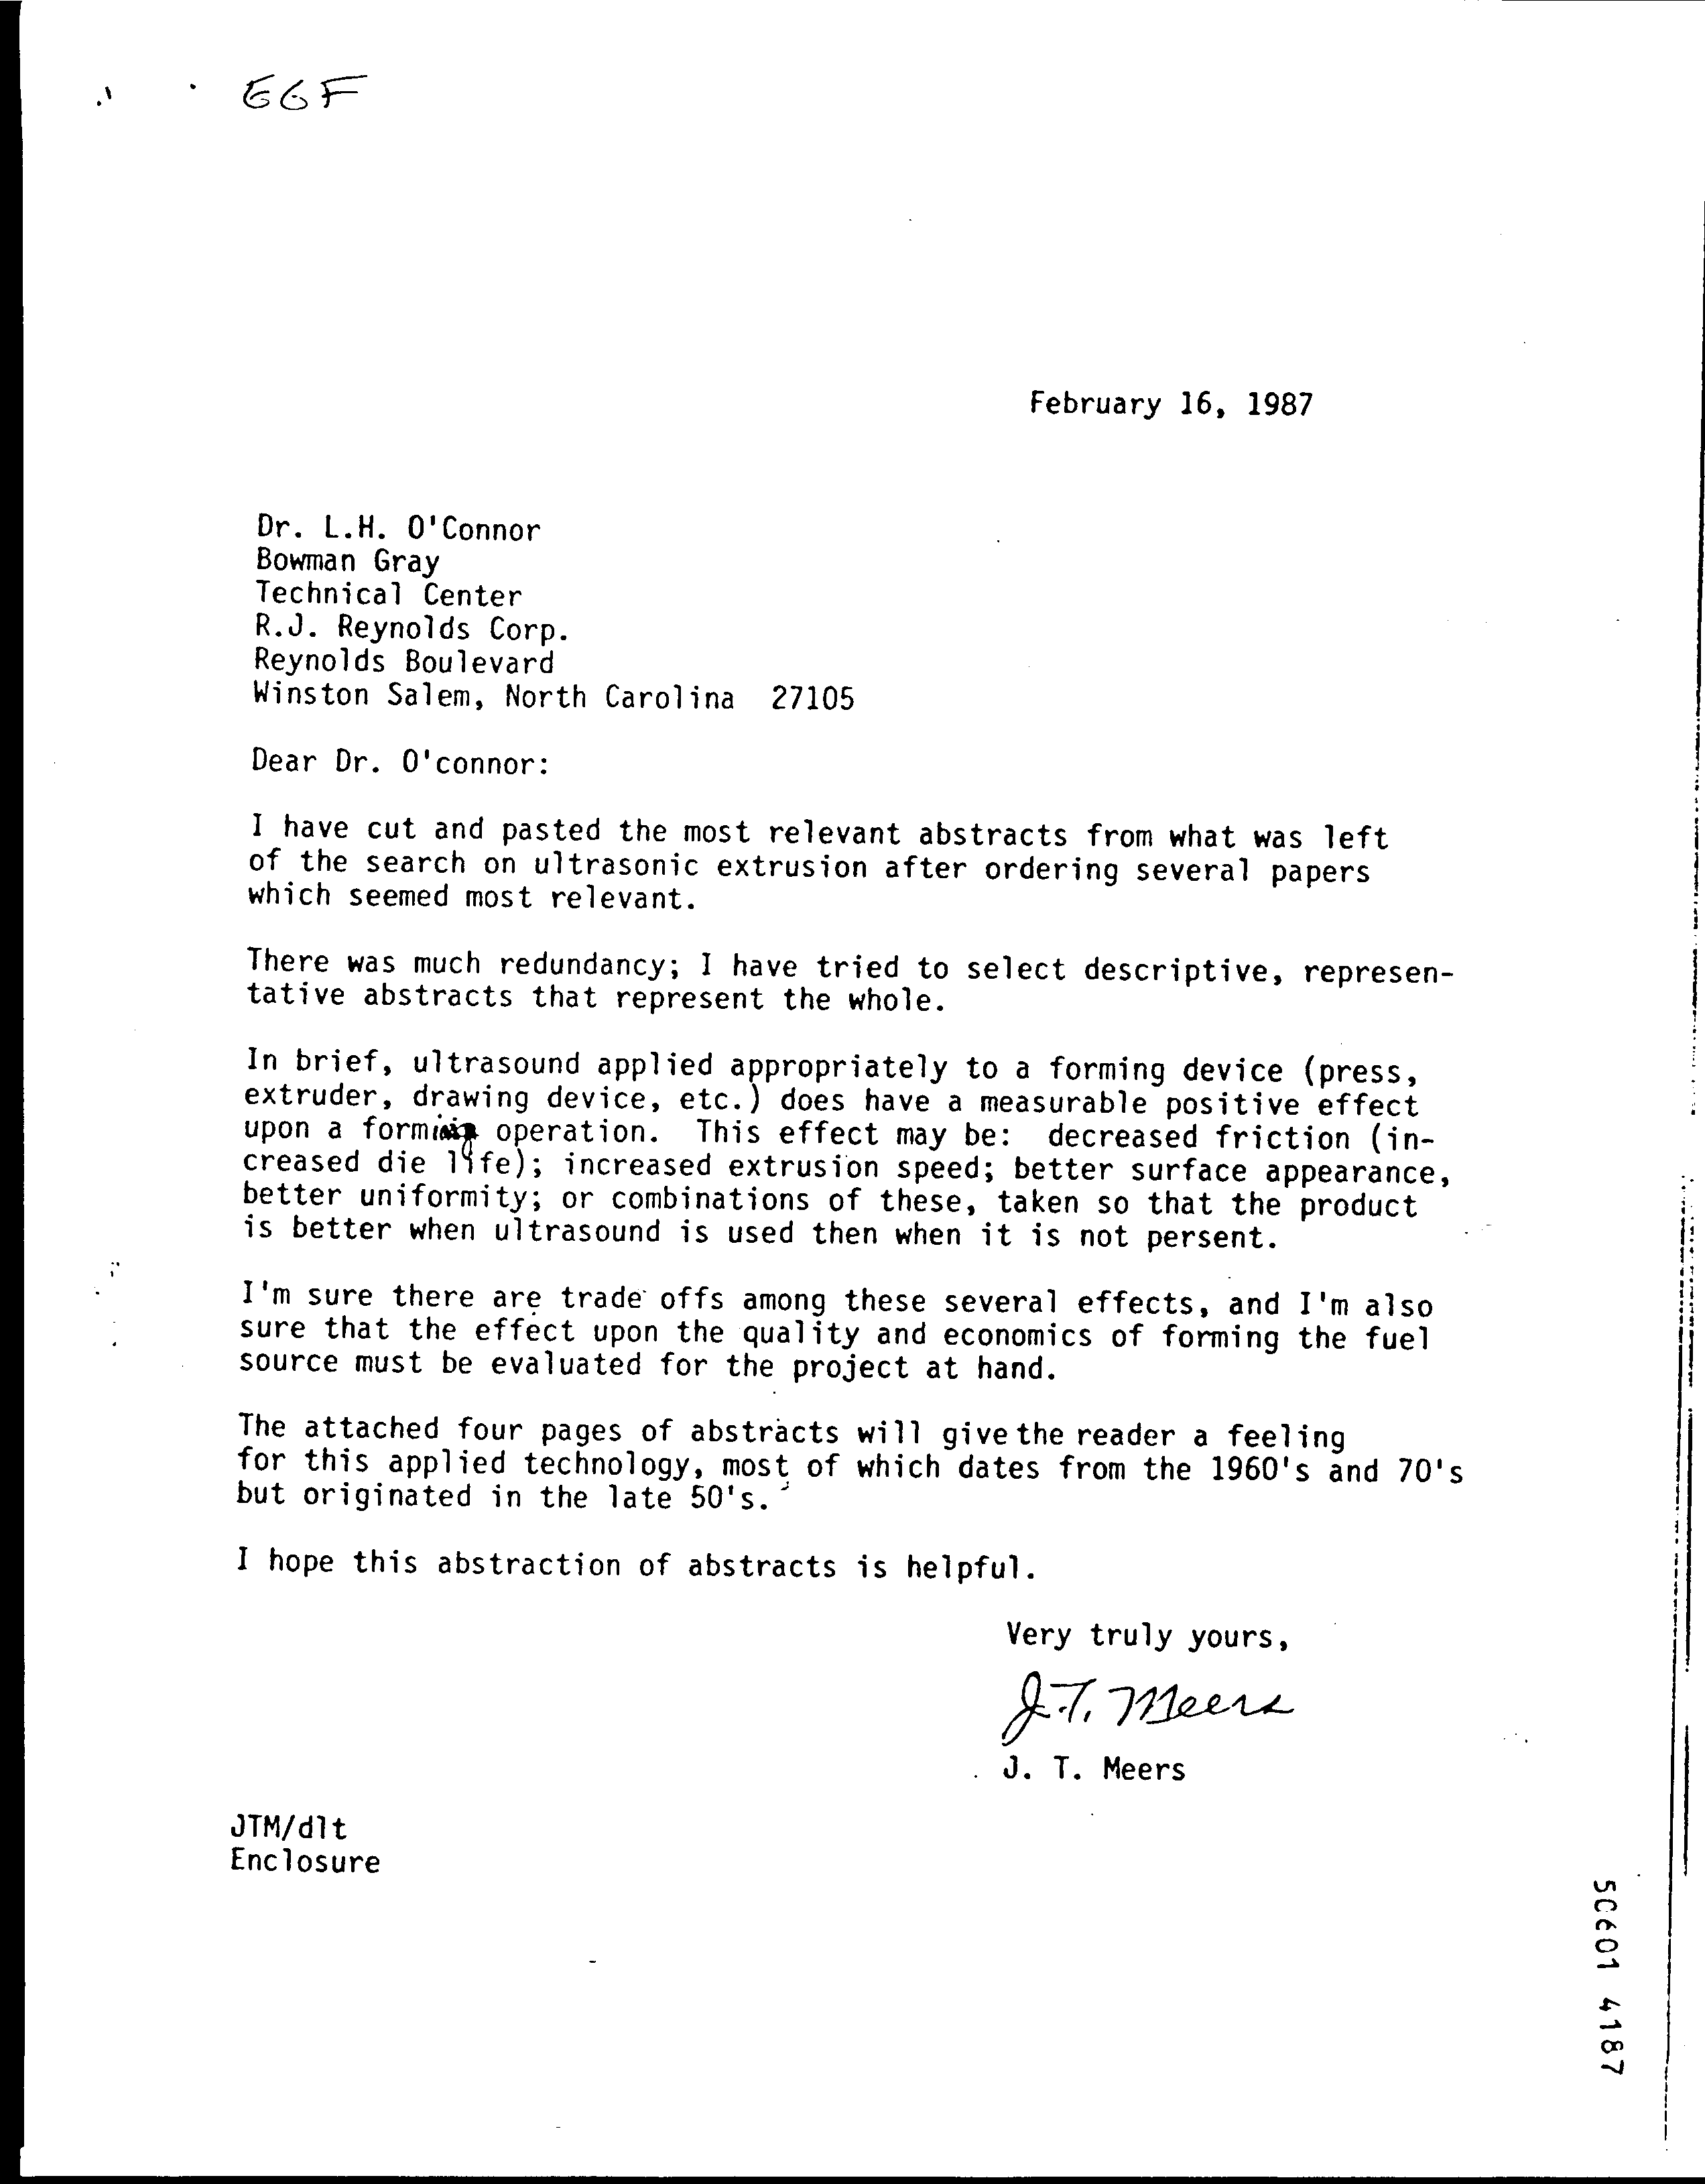 EGF
February 16, 1987
Dr. L.H. O'Connor
Bowman Gray
Technical Center
R.J. Reynolds Corp.
Reynolds Boulevard
Winston Salem, North Carolina 27105
Dear Dr. O'connor:
I have cut and pasted the most relevant abstracts from what was left
of the search on ultrasonic extrusion after ordering several papers
which seemed most relevant.
There was much redundancy; I have tried to select descriptive, represen-
tative abstracts that represent the whole.
In brief, ultrasound applied appropriately to a forming device (press,
extruder, drawing device, etc.) does have a measurable positive effect
upon a forming operation. This effect may be: decreased friction (in-
creased die life); increased extrusion speed; better surface appearance,
better uniformity; or combinations of these, taken so that the product
is better when ultrasound is used then when it is not persent.
I'm sure there are trade offs among these several effects, and I'm also
sure that the effect upon the quality and economics of forming the fuel
source must be evaluated for the project at hand.
The attached four pages of abstracts will give the reader a feeling
for this applied technology, most of which dates from the 1960's and 70's
but originated in the late 50's.
I hope this abstraction of abstracts is helpful.
Very truly yours,
J.T. Meers
J. T. Meers
JTM/dlt
Enclosure
50601 4187